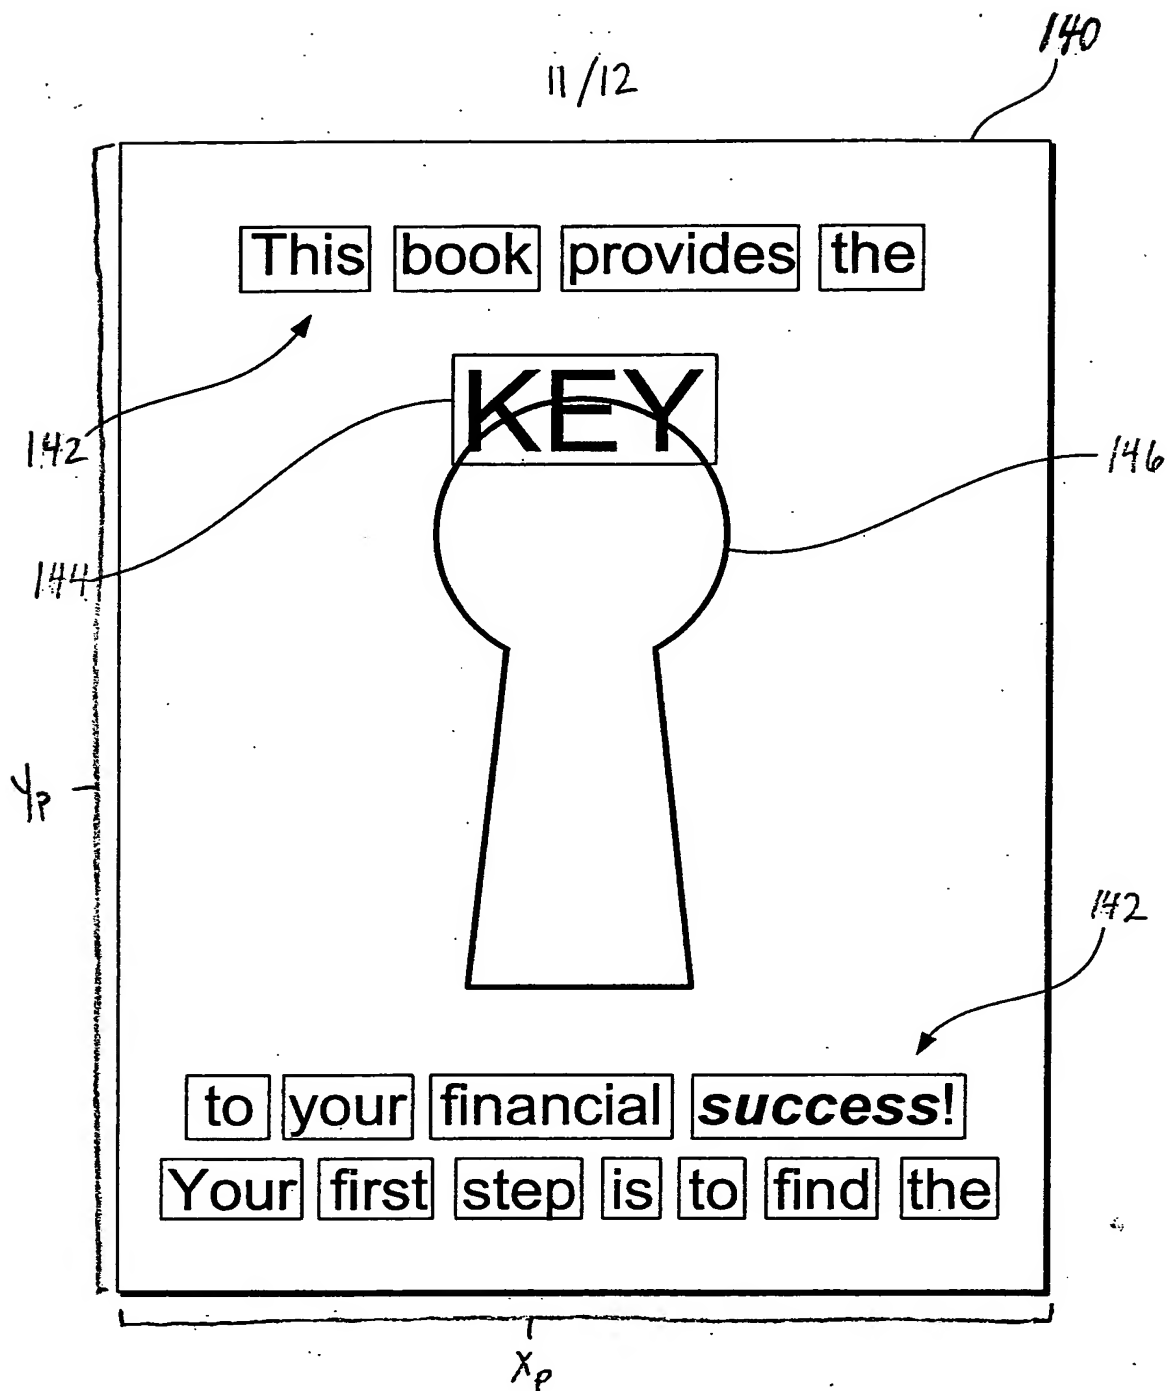 140
11/12
This book provides the
KEY
142
146
144
Yp
142
to your financial success!
Your first step is to find the
Xp